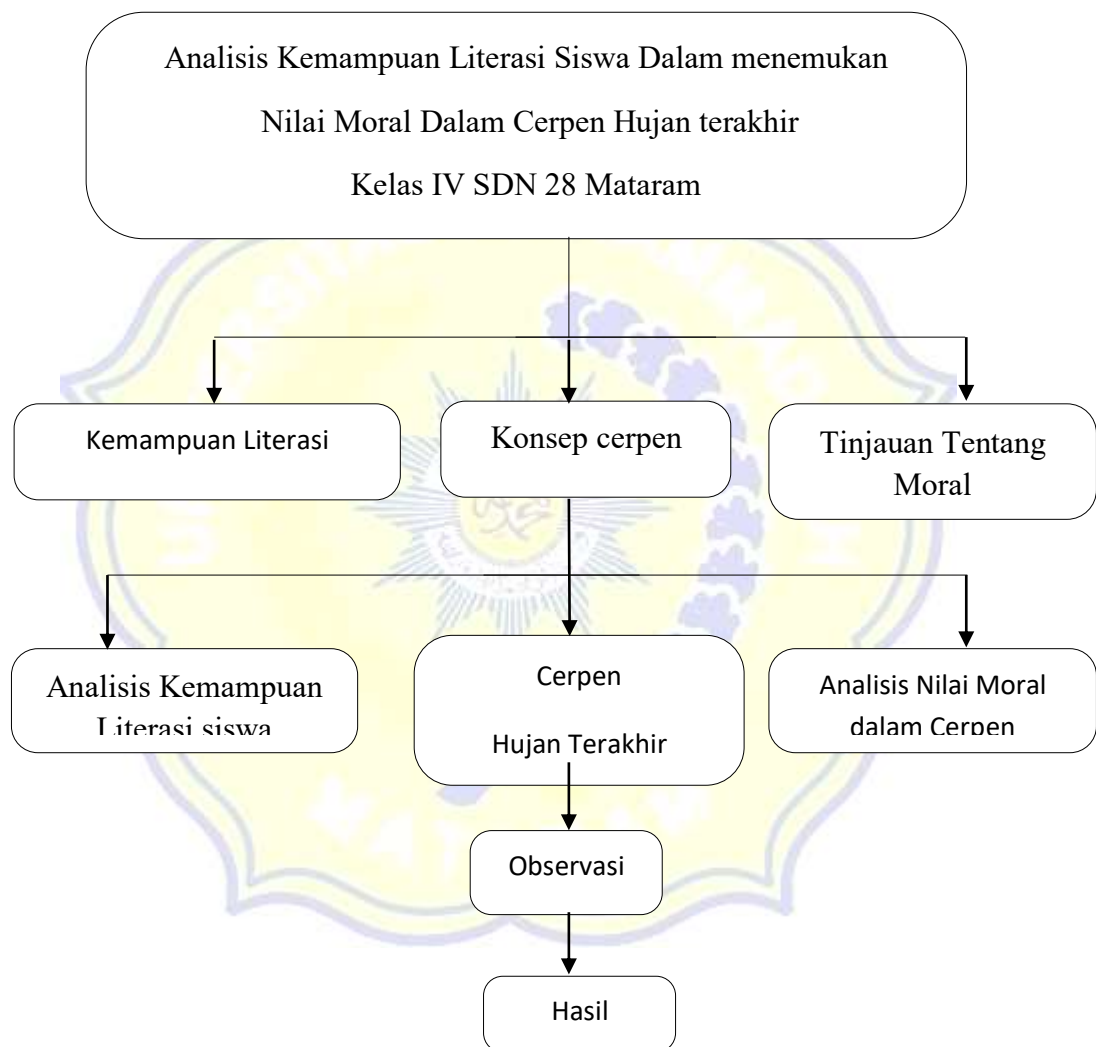 Analisis Kemampuan Literasi Siswa Dalam menemukan
Nilai Moral Dalam Cerpen Hujan terakhir
Kelas IV SDN 28 Mataram
Kemampuan Literasi
Konsep cerpen
Tinjauan Tentang
Moral
Analisis Kemampuan
Literasi siswa
Cerpen
Hujan Terakhir
Analisis Nilai Moral
dalam Cerpen
Observasi
Hasil